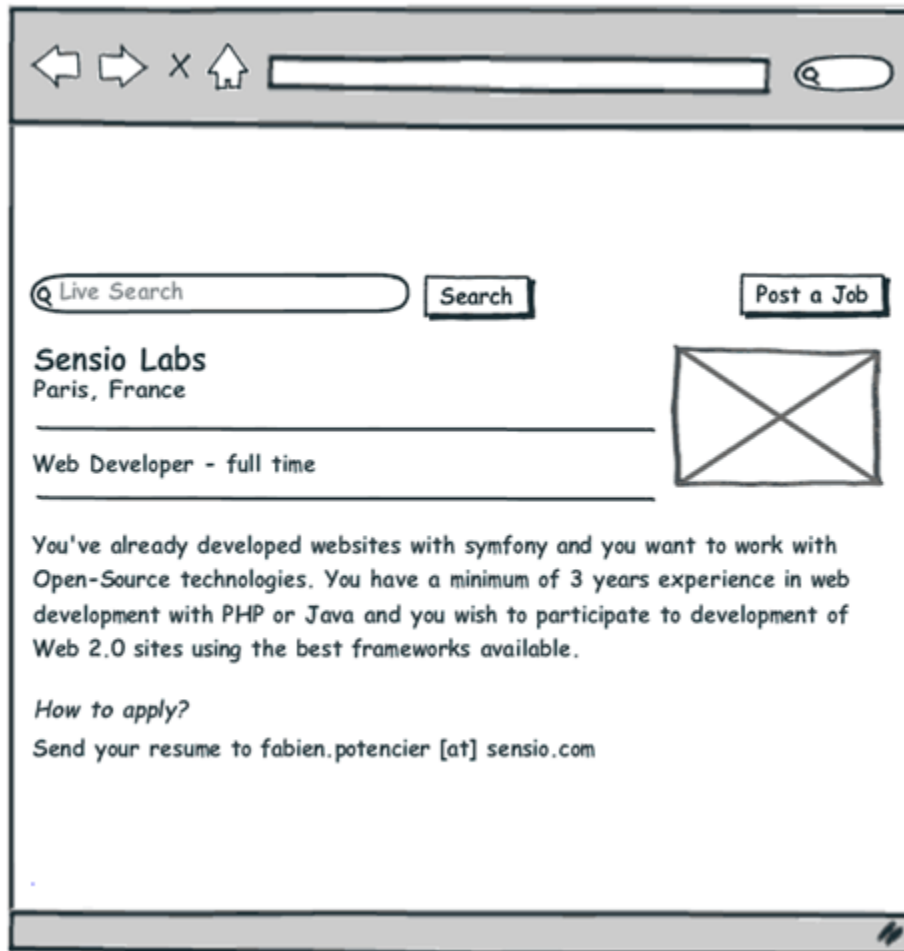 Live Search
Search
Post a Job
Sensio Labs
Paris, France
Web Developer - full time
You've already developed websites with symfony and you want to work with
Open-Source technologies. You have a minimum of 3 years experience in web
development with PHP or Java and you wish to participate to development of
Web 2.0 sites using the best frameworks available.
How to apply?
Send your resume to fabien.potencier [at] sensio.com